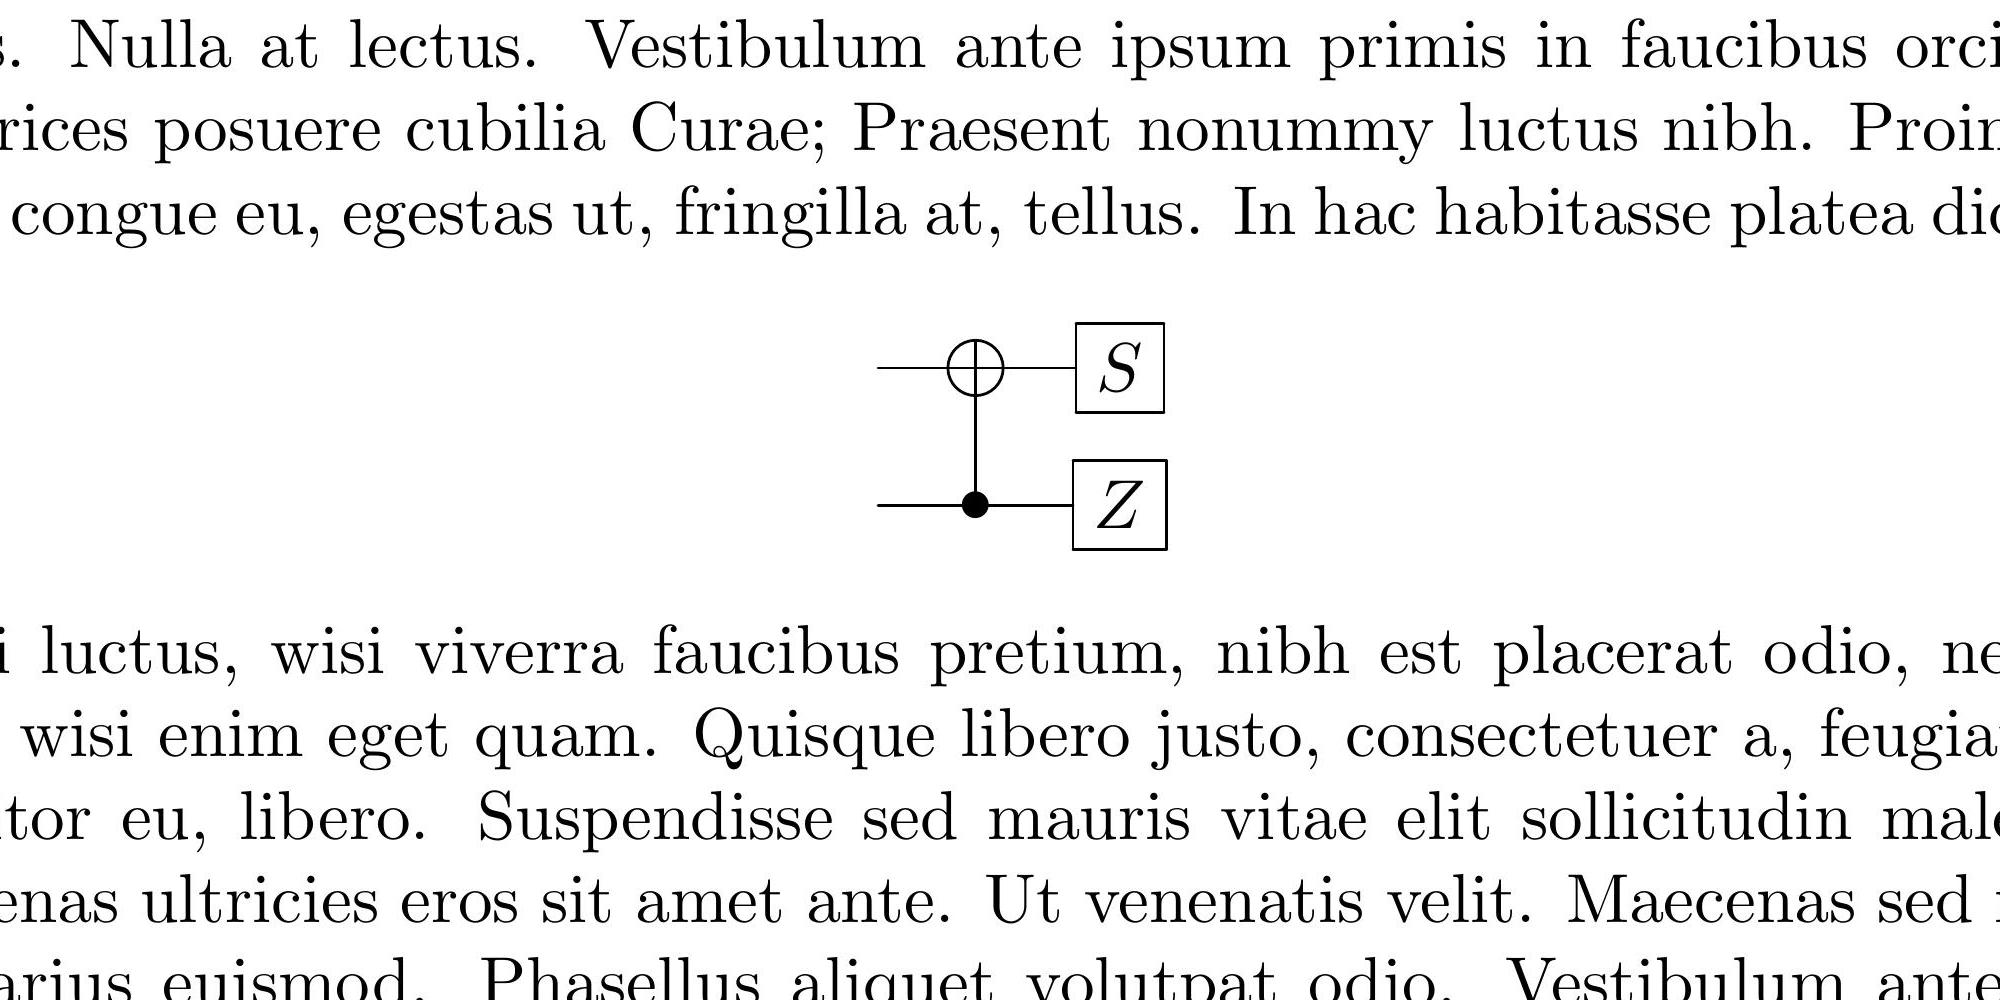 s. Nulla at lectus. Vestibulum ante ipsum primis in faucibus orci
rices posuere cubilia Curae; Praesent nonummy luctus nibh. Proin
congue eu, egestas ut, fringilla at, tellus. In hac habitasse platea dic
S
Z
i luctus, wisi viverra faucibus pretium, nibh est placerat odio, ne
wisi enim eget quam. Quisque libero justo, consectetuer a, feugia
tor eu, libero. Suspendisse sed mauris vitae elit sollicitudin male
enas ultricies eros sit amet ante. Ut venenatis velit. Maecenas sed
arius euismod. Phasellus aliquet volutpat odio. Vestibulum ante